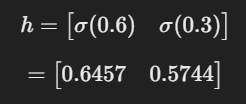 h = [σ(0.6) σ(0.3)]
= [0.6457 0.5744]